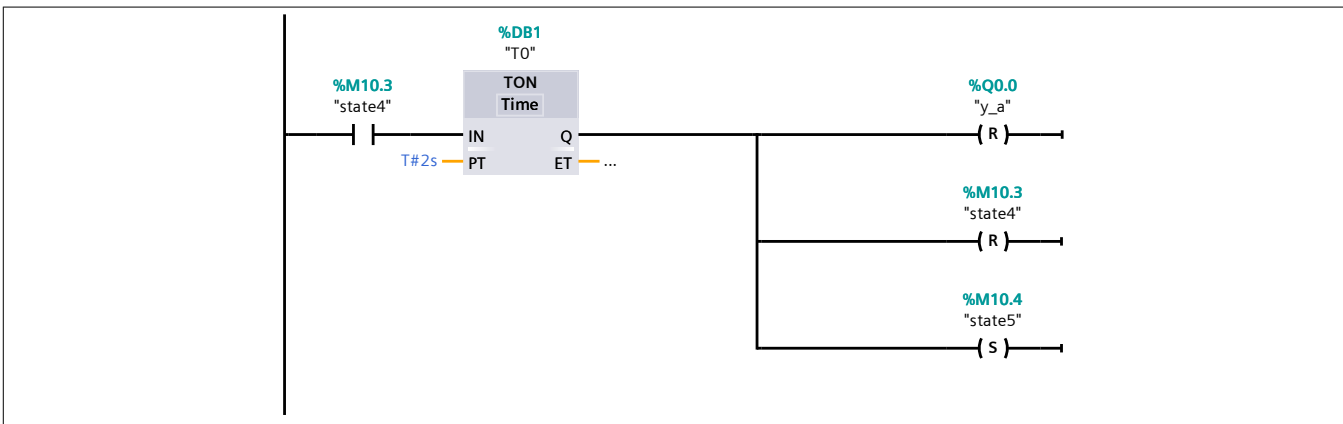 %DB1
"T0"
%M10.3
"state4"
TON
Time
%Q0.0
"y_a"
IN
Q
R
T#2s
PT
ET
...
%M10.3
"state4"
R
%M10.4
"state5"
S